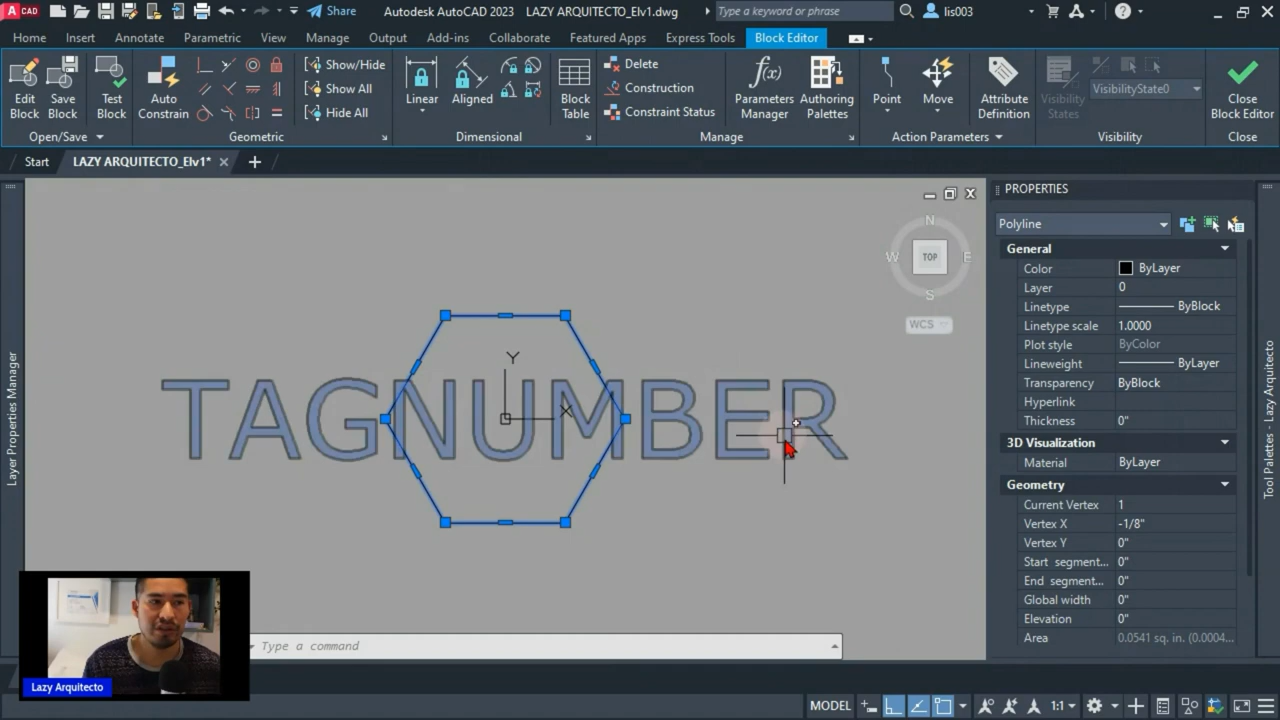 CAD
Share
Autodesk AutoCAD 2023 LAZY ARQUITECTO_Elv1.dwg
Type a keyword or phrase
lis003
Home Insert Annotate Parametric View Manage Output Add-ins Collaborate Featured Apps Express Tools Block Editor
Edit Block
Save Block
Test Block
Auto Constrain
Show/Hide
Show All
Hide All
Linear
Aligned
Block Table
Delete
Construction
Constraint Status
f(x)
Parameters Manager
Authoring Palettes
Point
Move
Attribute Definition
Visibility States
VisibilityState0
Close Block Editor
Open/Save
Geometric
Dimensional
Manage
Action Parameters
Visibility
Close
Start
LAZY ARQUITECTO_Elv1*
Layer Properties Manager
N
W
TOP
E
S
WCS
Y
X
TAGNUMBER
Type a command
Lazy Arquitecto
PROPERTIES
Polyline
General
Color ByLayer
Layer 0
Linetype ByBlock
Linetype scale 1.0000
Plot style ByColor
Lineweight ByLayer
Transparency ByBlock
Hyperlink
Thickness 0"
3D Visualization
Material ByLayer
Geometry
Current Vertex 1
Vertex X -1/8"
Vertex Y 0"
Start segment... 0"
End segment... 0"
Global width 0"
Elevation 0"
Area 0.0541 sq. in. (0.0004...
Tool Palettes - Lazy Arquitecto
MODEL
1:1